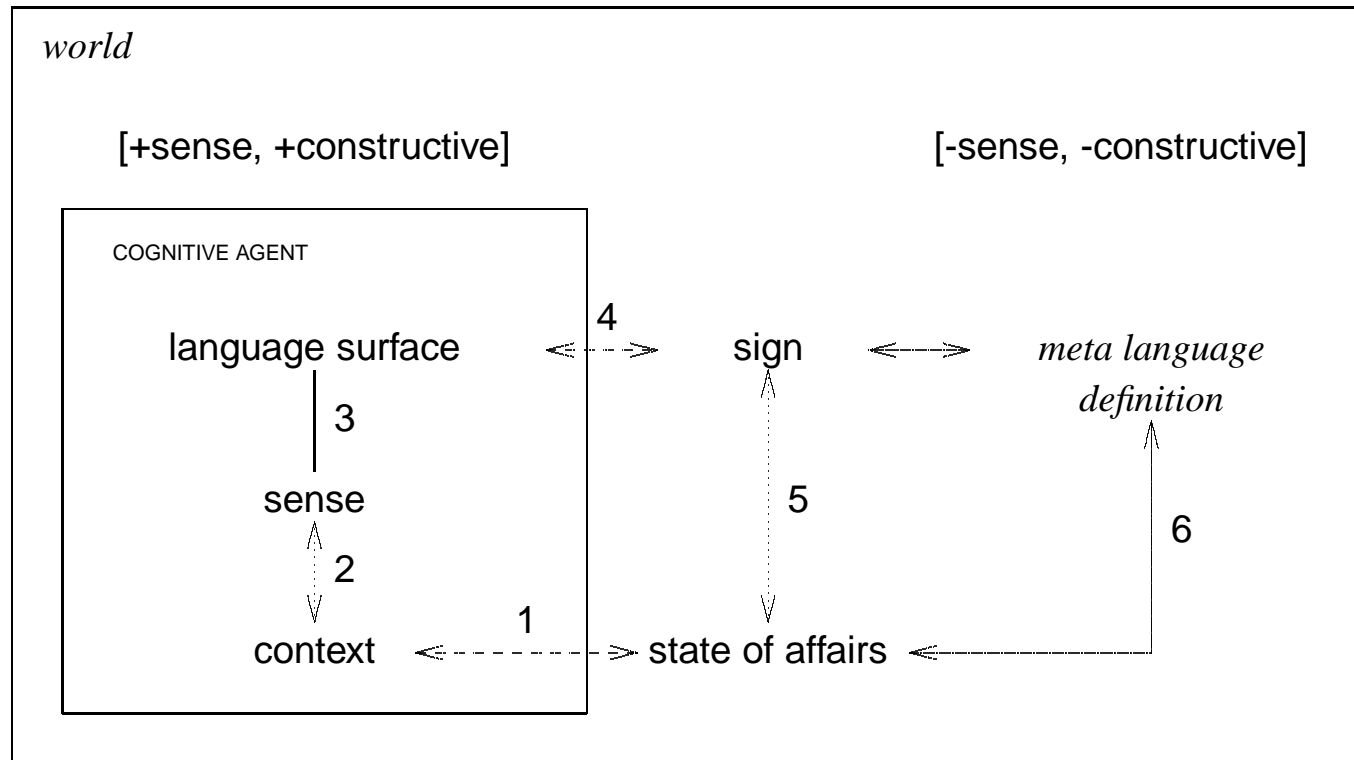 world
[+sense, +constructive]
[-sense, -constructive]
COGNITIVE AGENT
4
language surface
sign
meta language
definition
3
sense
5
6
2
1
context
state of affairs